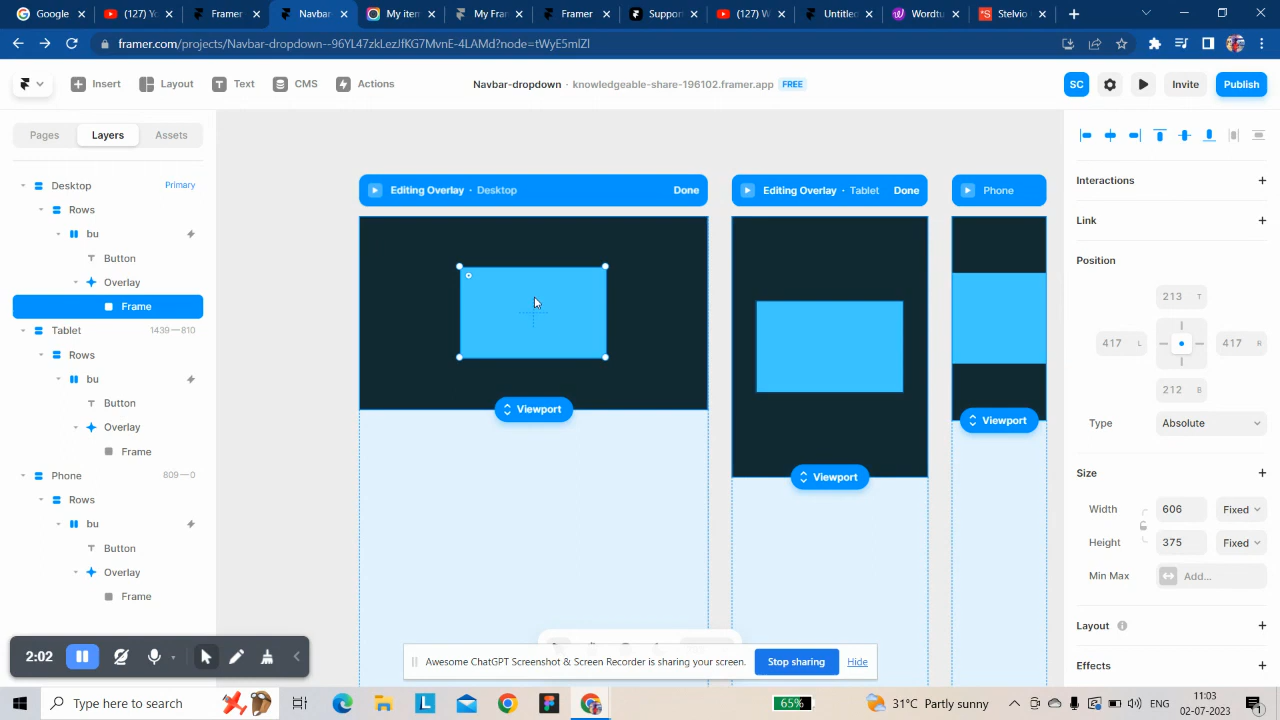 Google
(127) Yo
Framer
Navbar-
My item
My Fran
Framer
Support
(127) W
Untitled
Wordtu
Stelvio
framer.com/projects/Navbar-dropdown--96YL47zkLezJfKG7MvnE-4LAMd?node=tWyE5mlZl
Insert
Layout
Text
CMS
Actions
Navbar-dropdown · knowledgeable-share-196102.framer.app FREE
SC
Invite
Publish
Pages
Layers
Assets
Desktop
Primary
Rows
bu
Button
Overlay
Frame
Tablet
1439—810
Rows
bu
Button
Overlay
Frame
Phone
809—0
Rows
bu
Button
Overlay
Frame
Editing Overlay · Desktop
Done
Viewport
Editing Overlay · Tablet
Done
Viewport
Phone
Viewport
Interactions
Link
Position
213 T
417 L
417 R
212 B
Type
Absolute
Size
Width
606
Fixed
Height
375
Fixed
Min Max
Add...
Layout
Effects
2:02
Awesome ChatGPT Screenshot & Screen Recorder is sharing your screen.
Stop sharing
Hide
Type here to search
65%
31°C Partly sunny
ENG
11:03
02-07-2023
1